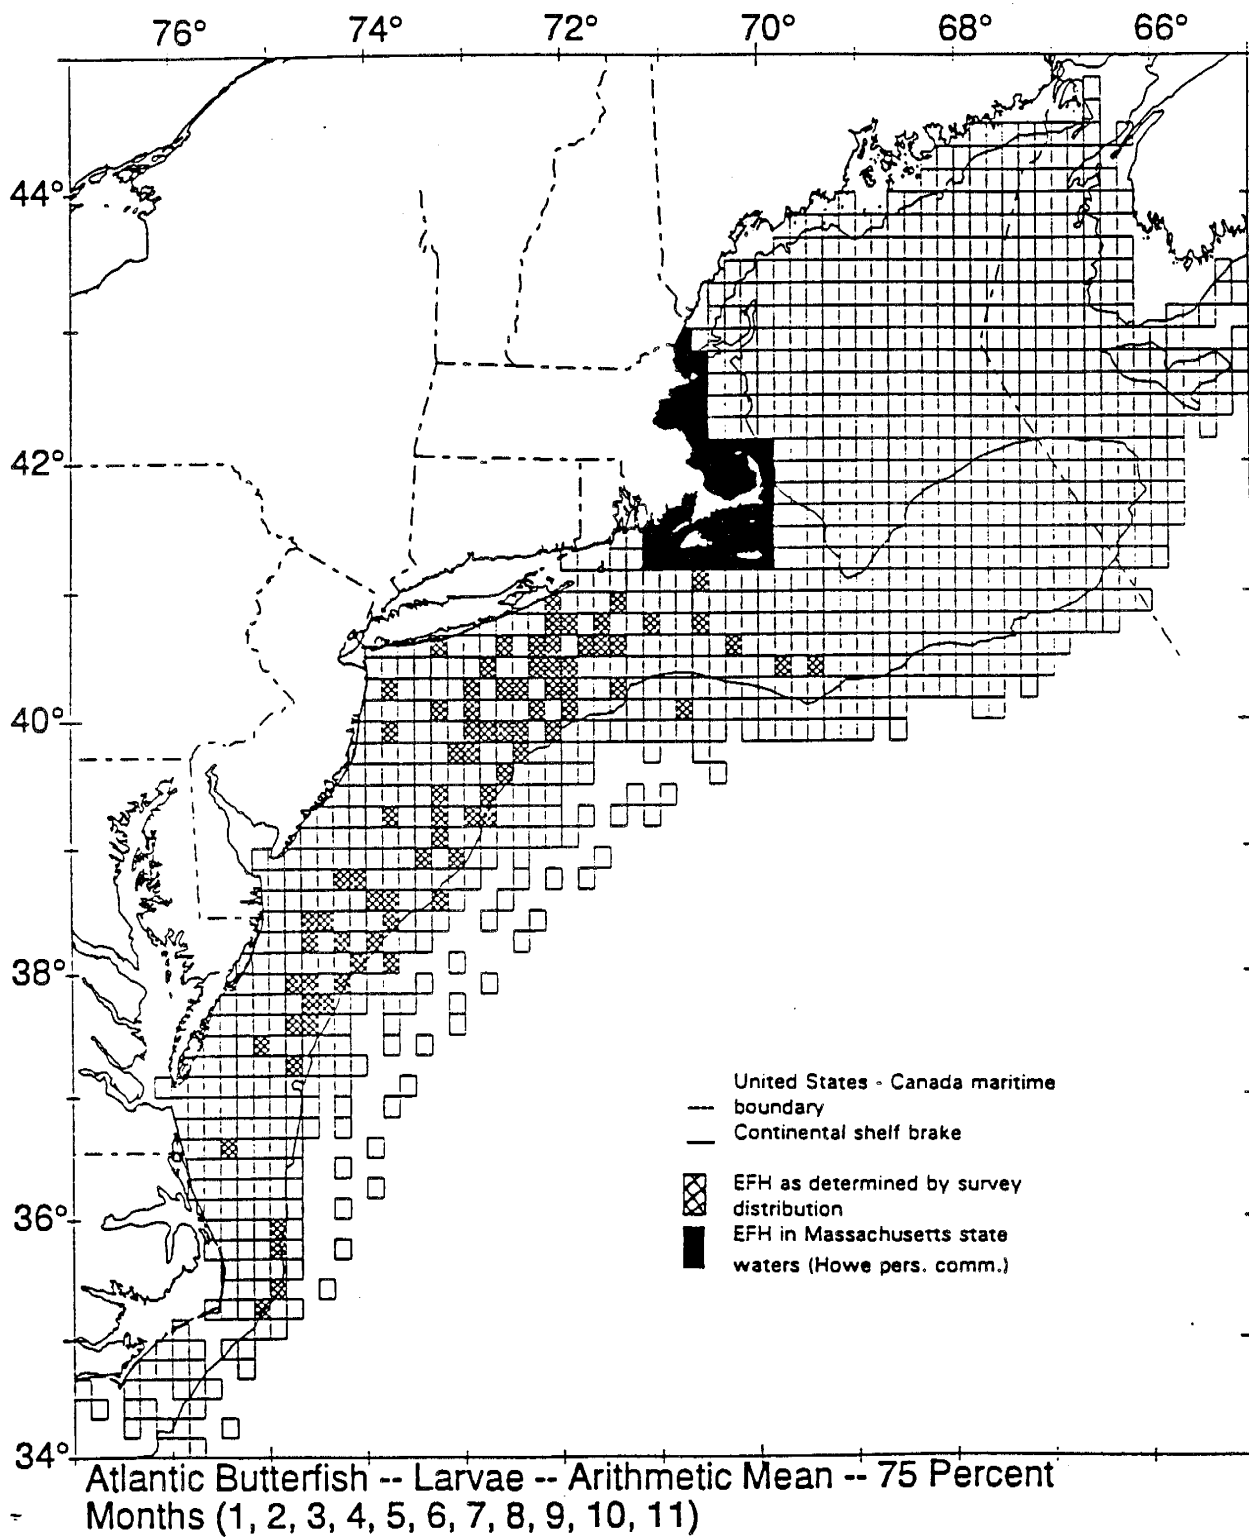 76° 74° 72° 70° 68° 66°
44°
42°
40°
38°
36°
34°
United States - Canada maritime
boundary
Continental shelf brake
EFH as determined by survey
distribution
EFH in Massachusetts state
waters (Howe pers. comm.)
Atlantic Butterfish -- Larvae -- Arithmetic Mean -- 75 Percent
Months (1, 2, 3, 4, 5, 6, 7, 8, 9, 10, 11)